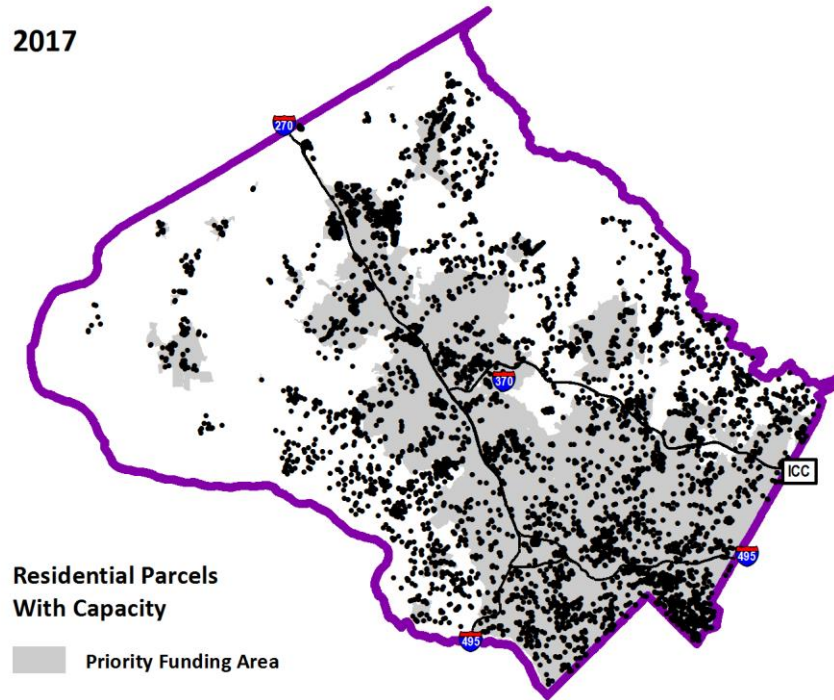 2017
270
370
ICC
495
495
Residential Parcels
With Capacity
Priority Funding Area